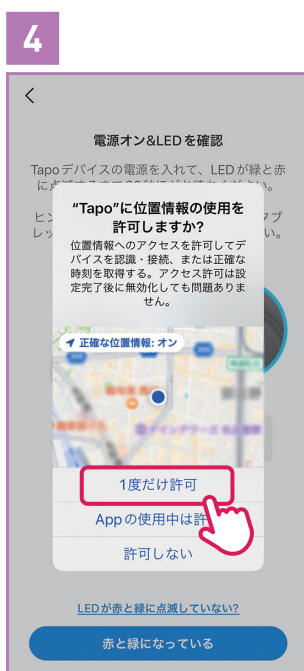 4
電源オン&LEDを確認
Tapoデバイスの電源を入れて、LEDが緑と赤
"Tapo"に位置情報の使用を
許可しますか?
位置情報へのアクセスを許可してデ
バイスを認識・接続、または正確な
時刻を取得する。アクセス許可は設
定完了後に無効化しても問題ありま
せん。
正確な位置情報: オン
1度だけ許可
Appの使用中は許
許可しない
LEDが赤と緑に点滅していない?
赤と緑になっている